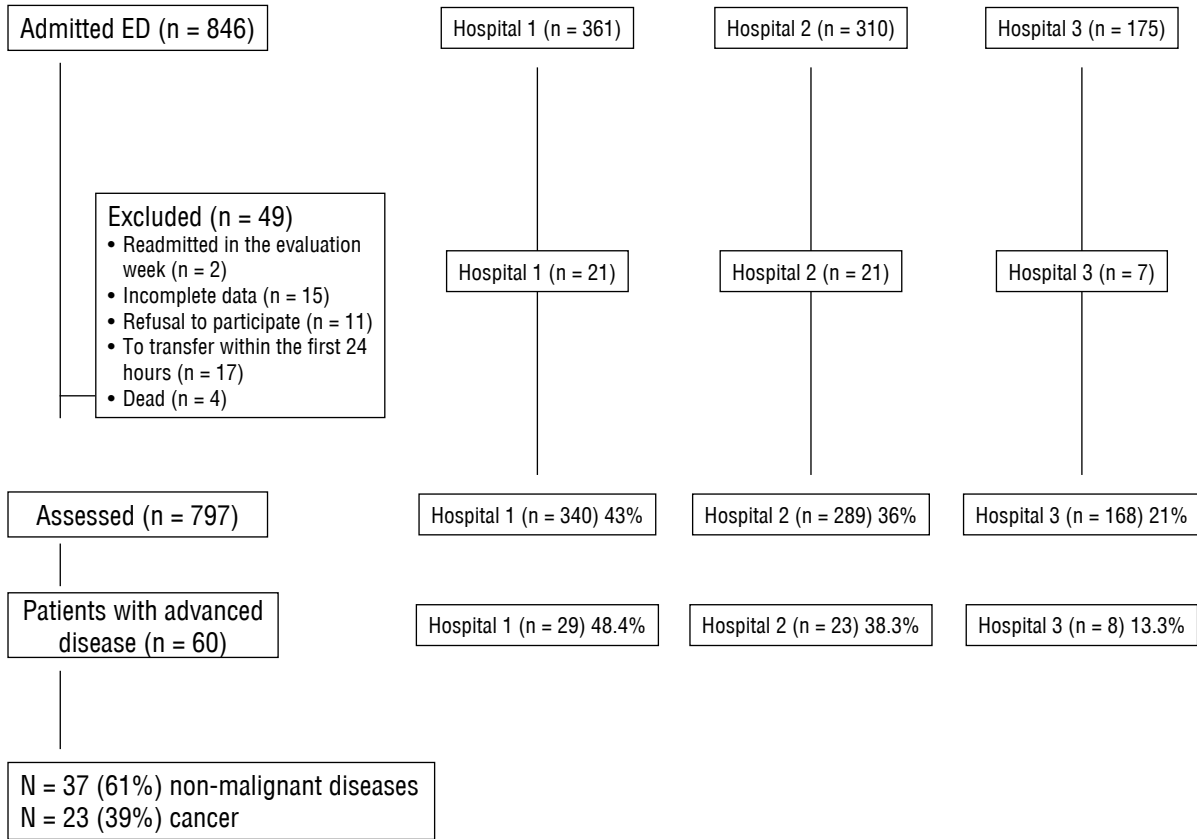 Admitted ED (n = 846)
Hospital 1 (n = 361)
Hospital 2 (n = 310)
Hospital 3 (n = 175)
Excluded (n = 49)
• Readmitted in the evaluation
week (n = 2)
• Incomplete data (n = 15)
• Refusal to participate (n = 11)
• To transfer within the first 24
hours (n = 17)
• Dead (n = 4)
Hospital 1 (n = 21)
Hospital 2 (n = 21)
Hospital 3 (n = 7)
Assessed (n = 797)
Hospital 1 (n = 340) 43%
Hospital 2 (n = 289) 36%
Hospital 3 (n = 168) 21%
Patients with advanced
disease (n = 60)
Hospital 1 (n = 29) 48.4%
Hospital 2 (n = 23) 38.3%
Hospital 3 (n = 8) 13.3%
N = 37 (61%) non-malignant diseases
N = 23 (39%) cancer